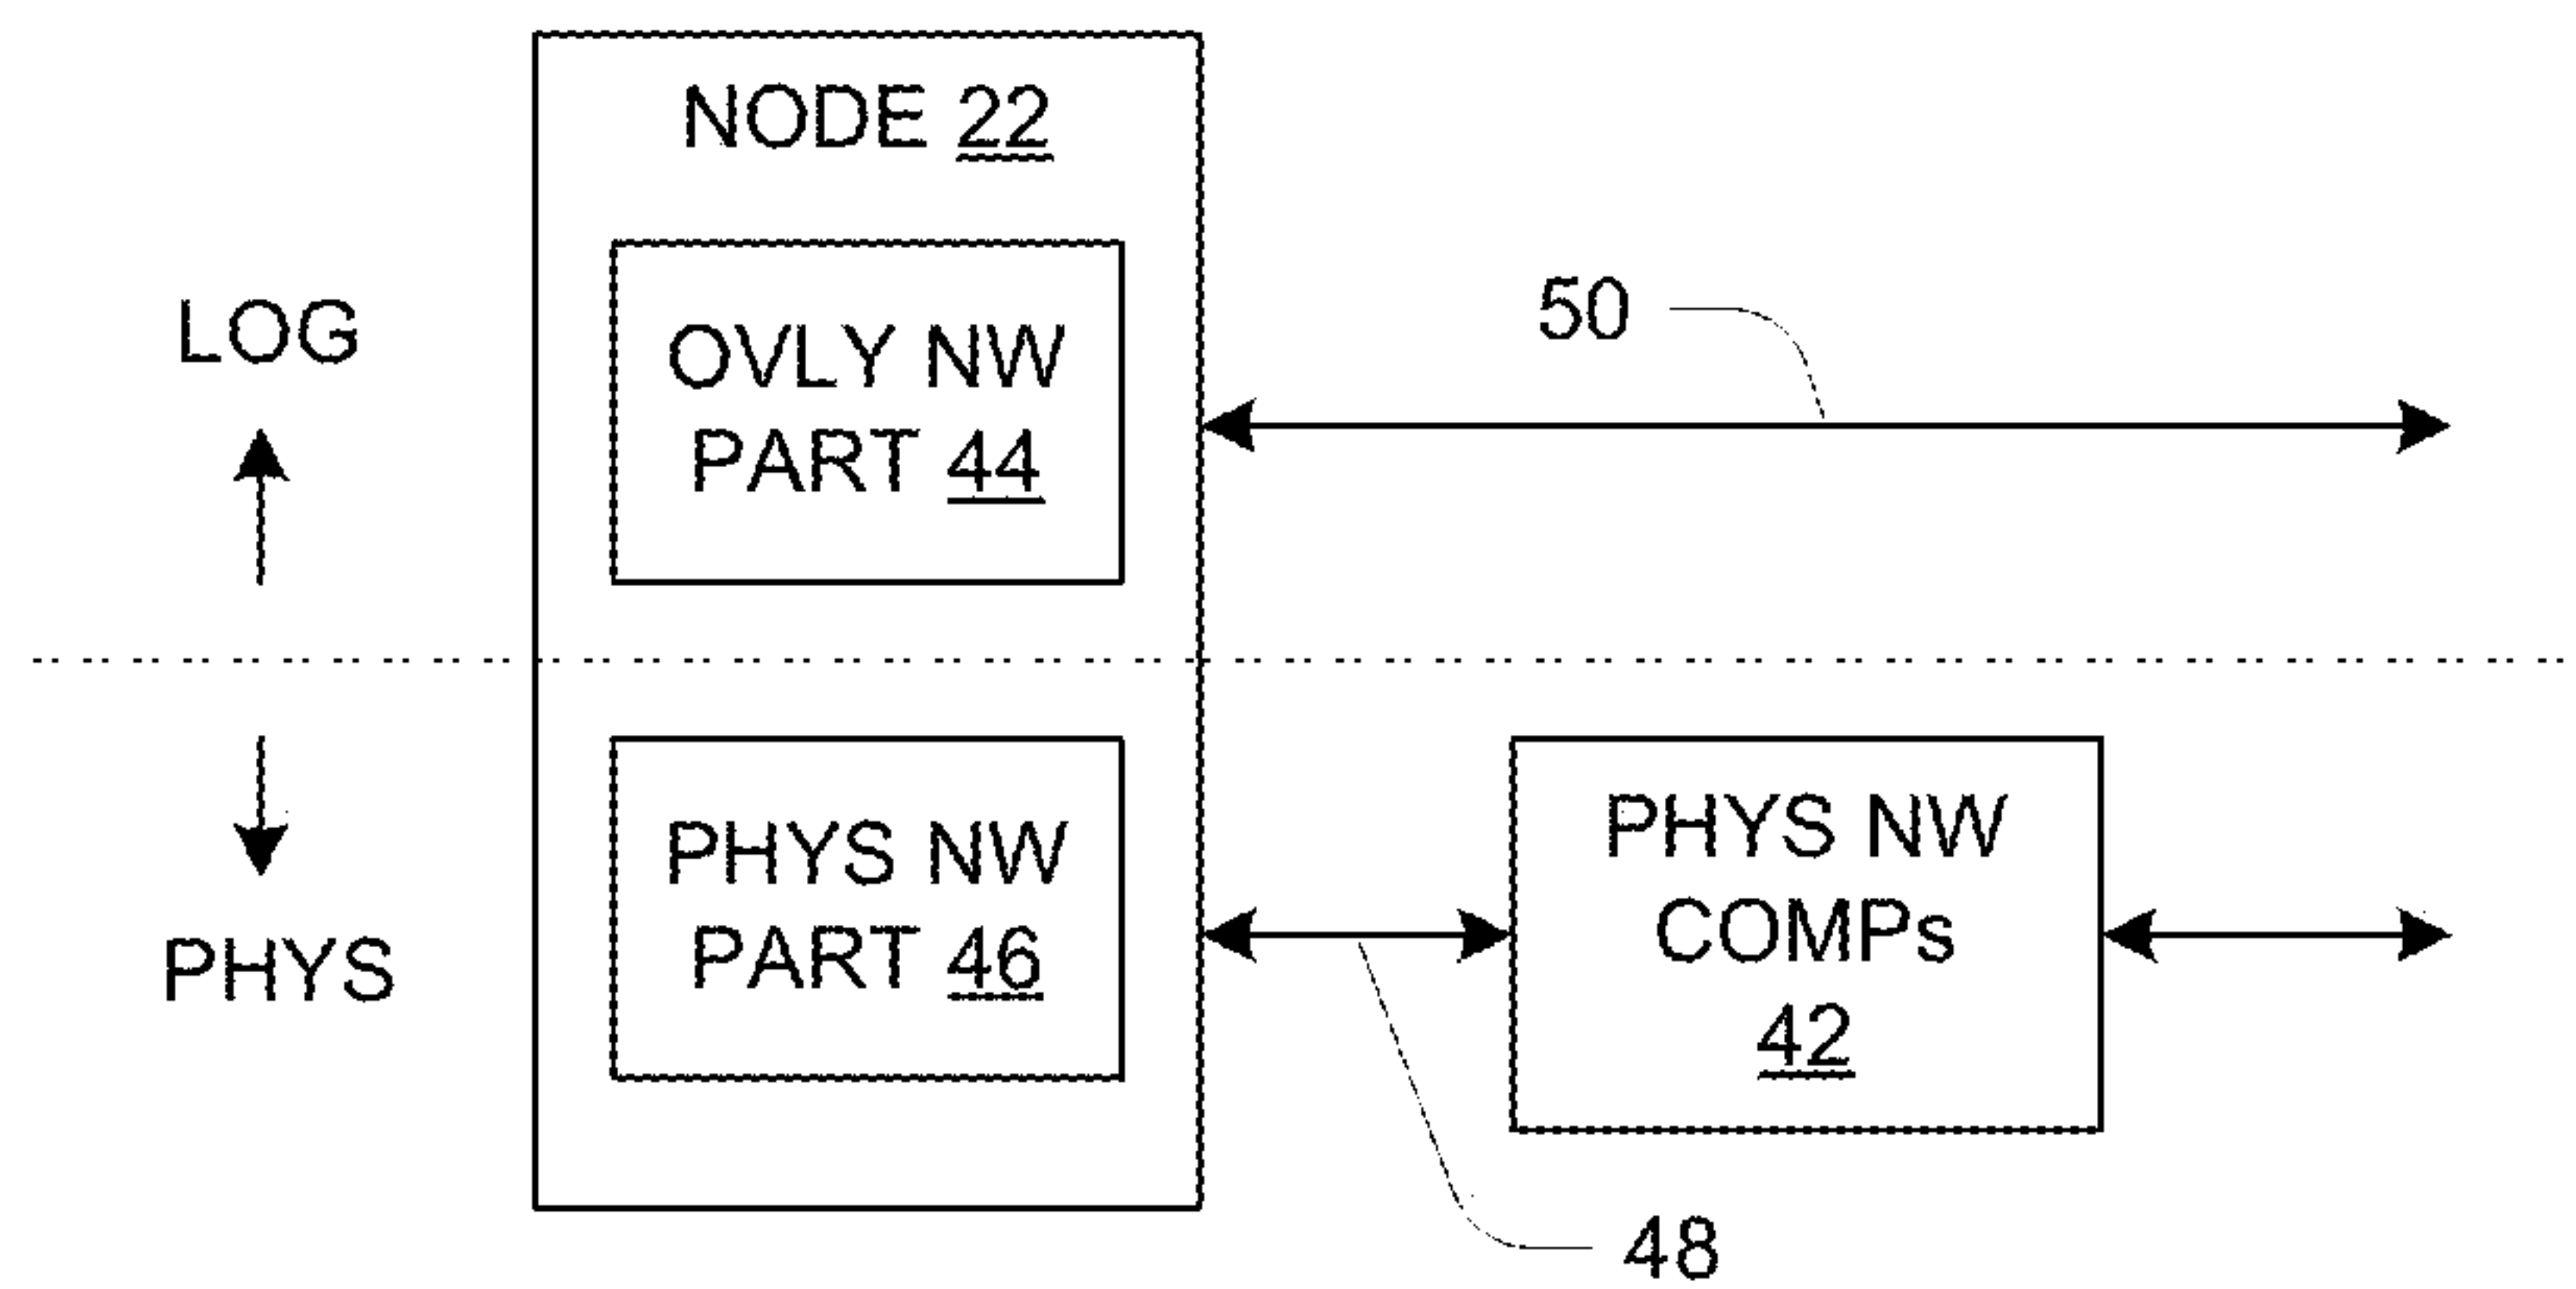 NODE 22
LOG
OVLY NW
PART 44
50
PHYS
PHYS NW
PART 46
PHYS NW
COMPs
42
48